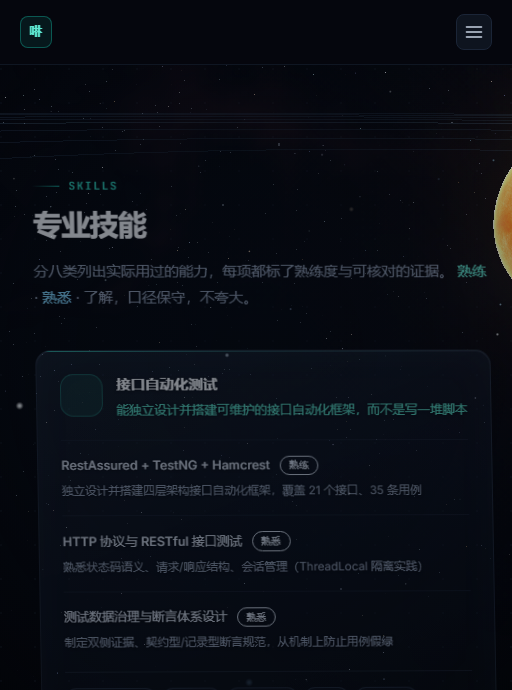 啡
SKILLS
专业技能
分八类列出实际用过的能力，每项都标了熟练度与可核对的证据。 熟练
· 熟悉 · 了解，口径保守，不夸大。
接口自动化测试
能独立设计并搭建可维护的接口自动化框架，而不是写一堆脚本
RestAssured + TestNG + Hamcrest 熟练
独立设计并搭建四层架构接口自动化框架，覆盖 21 个接口、35 条用例
HTTP 协议与 RESTful 接口测试 熟悉
熟悉状态码语义、请求/响应结构、会话管理（ThreadLocal 隔离实践）
测试数据治理与断言体系设计 熟悉
制定双侧证据、契约型/记录型断言规范，从机制上防止用例假绿